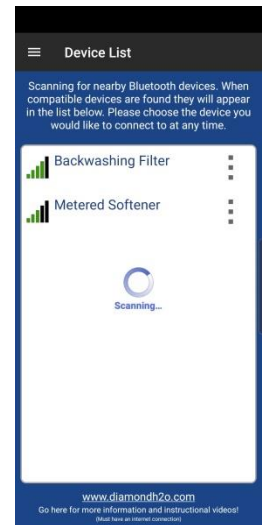 Device List
Scanning for nearby Bluetooth devices. When
compatible devices are found they will appear
in the list below. Please choose the device you
would like to connect to at any time.
Backwashing Filter
Metered Softener
Scanning...
www.diamondh2o.com
Go here for more information and instructional videos!
(Must have an internet connection)